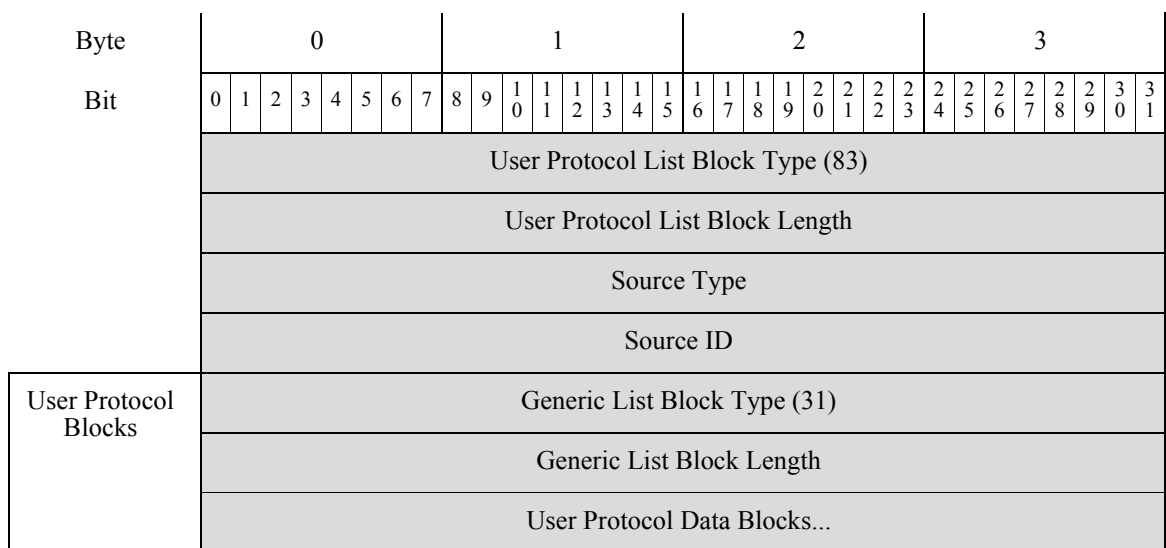 Byte 0 1 2 3
Bit 0 1 2 3 4 5 6 7 8 9 10 11 12 13 14 15 16 17 18 19 20 21 22 23 24 25 26 27 28 29 30 31
User Protocol List Block Type (83)
User Protocol List Block Length
Source Type
Source ID
User Protocol
Blocks
Generic List Block Type (31)
Generic List Block Length
User Protocol Data Blocks...